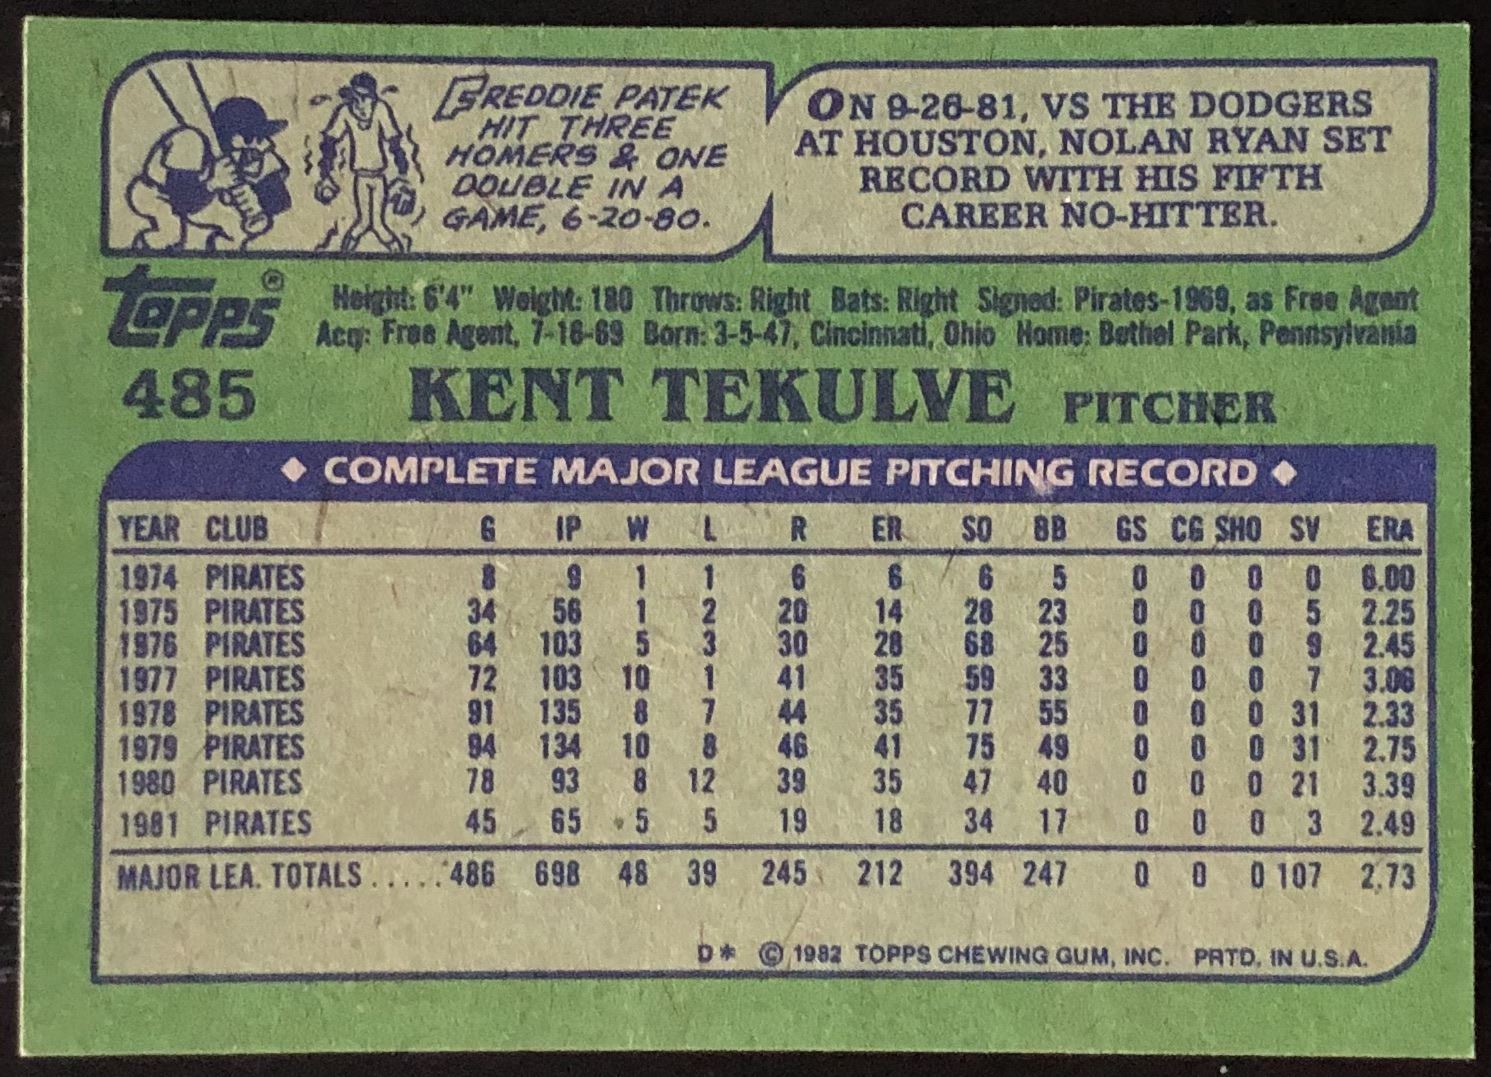 FREDDIE PATEK
HIT THREE
HOMERS & ONE
DOUBLE IN A
GAME, 6-20-80.
ON 9-26-81, VS THE DODGERS
AT HOUSTON, NOLAN RYAN SET
RECORD WITH HIS FIFTH
CAREER NO-HITTER.
topps®
Height: 6'4" Weight: 180 Throws: Right Bats: Right Signed: Pirates-1969, as Free Agent
Acq: Free Agent, 7-16-69 Born: 3-5-47, Cincinnati, Ohio Home: Bethel Park, Pennsylvania
485 KENT TEKULVE PITCHER
◆ COMPLETE MAJOR LEAGUE PITCHING RECORD ◆
YEAR CLUB G IP W L R ER SO BB GS CG SHO SV ERA
1974 PIRATES 8 9 1 1 6 6 6 5 0 0 0 0 6.00
1975 PIRATES 34 56 1 2 20 14 28 23 0 0 0 5 2.25
1976 PIRATES 64 103 5 3 30 28 68 25 0 0 0 9 2.45
1977 PIRATES 72 103 10 1 41 35 59 33 0 0 0 7 3.06
1978 PIRATES 91 135 8 7 44 35 77 55 0 0 0 31 2.33
1979 PIRATES 94 134 10 8 46 41 75 49 0 0 0 31 2.75
1980 PIRATES 78 93 8 12 39 35 47 40 0 0 0 21 3.39
1981 PIRATES 45 65 5 5 19 18 34 17 0 0 0 3 2.49
MAJOR LEA. TOTALS ..... 486 698 48 39 245 212 394 247 0 0 0 107 2.73
D* © 1982 TOPPS CHEWING GUM, INC. PRTD. IN U.S.A.